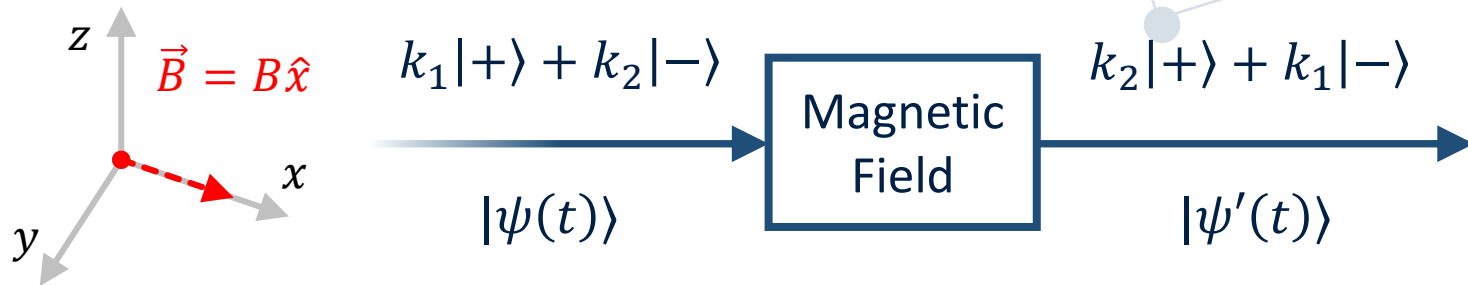 z
B⃗ = Bx̂
x
y
k₁|+⟩ + k₂|−⟩
|ψ(t)⟩
Magnetic
Field
k₂|+⟩ + k₁|−⟩
|ψ′(t)⟩